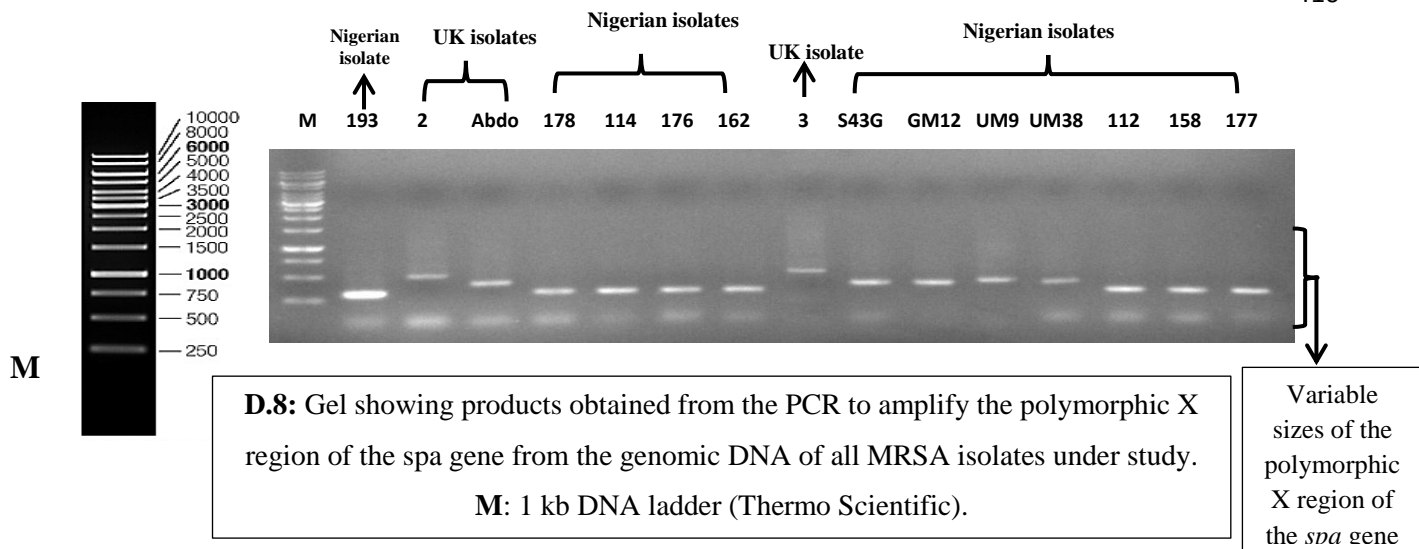 Nigerian
isolate
UK isolates
Nigerian isolates
UK isolate
Nigerian isolates
M 193 2 Abdo 178 114 176 162 3 S43G GM12 UM9 UM38 112 158 177
10000
8000
6000
5000
4000
3500
3000
2500
2000
1500
1000
750
500
250
M
D.8: Gel showing products obtained from the PCR to amplify the polymorphic X
region of the spa gene from the genomic DNA of all MRSA isolates under study.
M: 1 kb DNA ladder (Thermo Scientific).
Variable
sizes of the
polymorphic
X region of
the spa gene